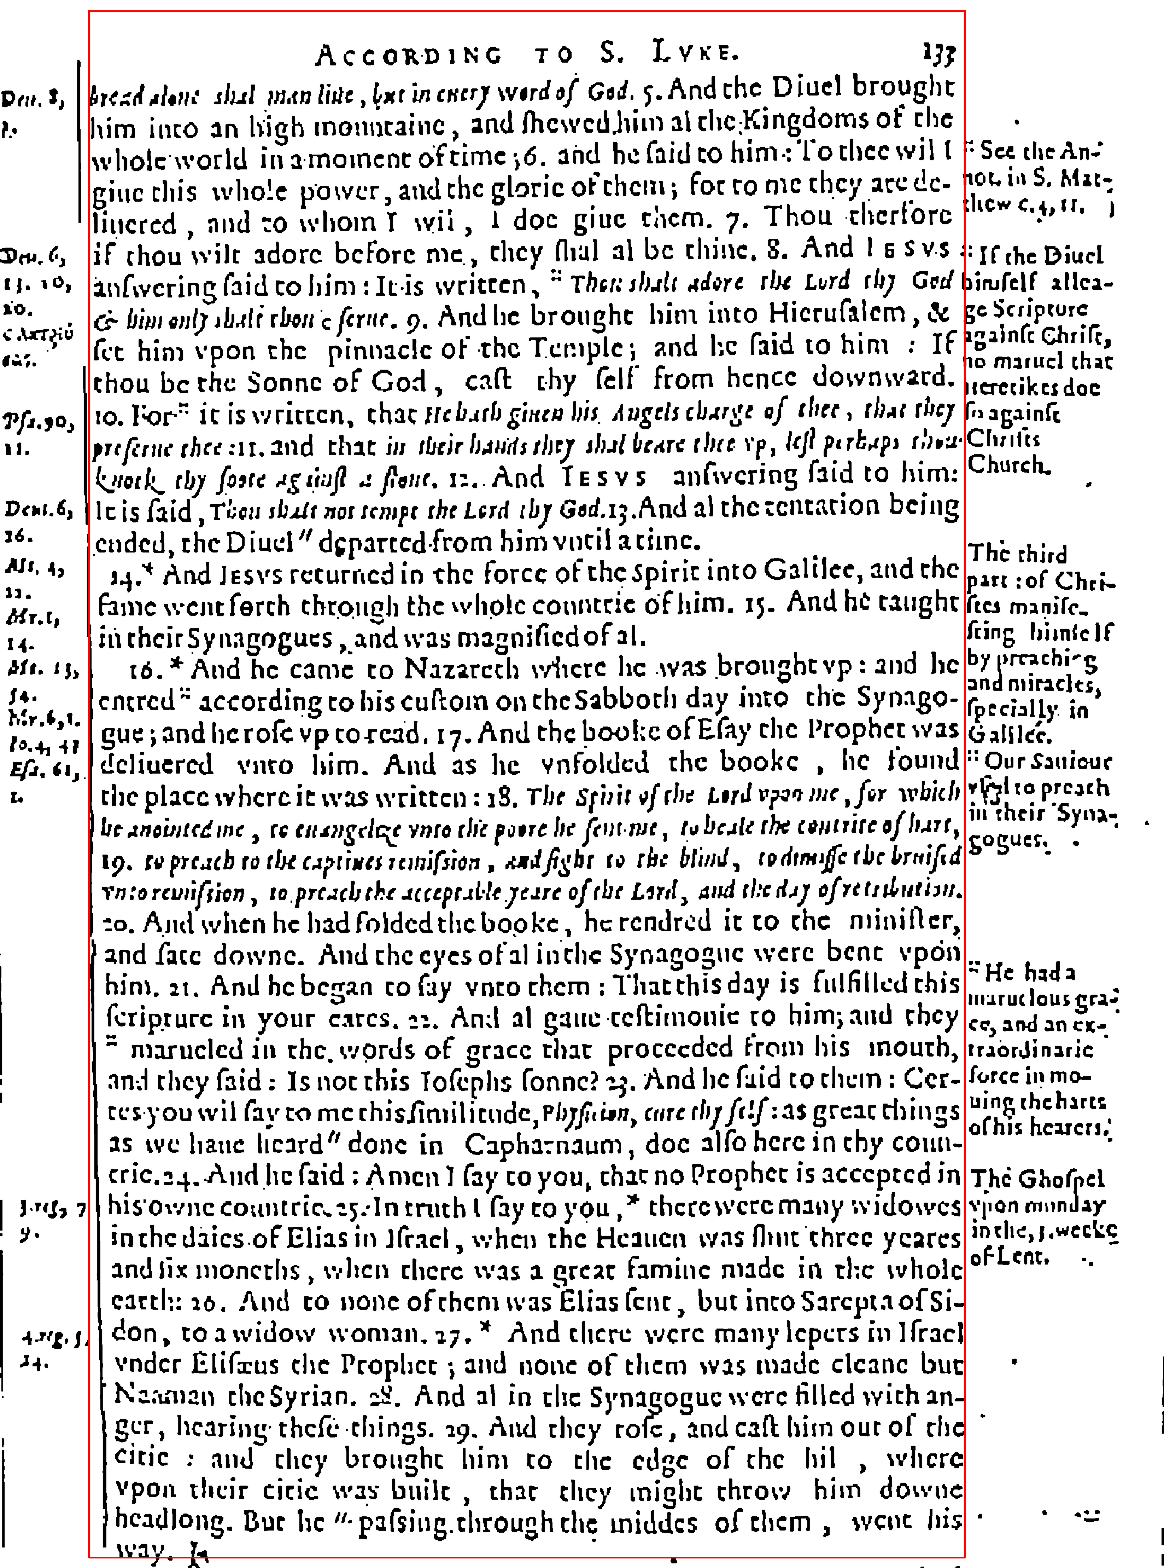 ACCORDING TO S. LVKE. 133
bread alone shal man liue, but in euery word of God. 5. And the Diuel brought
him into an high mountaine, and ſhewed him al the Kingdoms of the
whole world in a moment of time; 6. and he ſaid to him: To thee wil I
giue this whole power, and the glorie of them; for to me they are de-
liuered, and to whom I wil, I doe giue them. 7. Thou therfore
if thou wilt adore before me, they ſhal al be thine. 8. And IESVS
anſwering ſaid to him: It is written, " Thou shalt adore the Lord thy God
& him only shalt thou c ſerue. 9. And he brought him into Hieruſalem, &
ſet him vpon the pinnacle of the Temple; and he ſaid to him : If
thou be the Sonne of God, caſt thy ſelf from hence downward.
10. For " it is written, that He hath giuen his Angels charge of thee, that they
preſerue thee: 11. and that in their hands they shal beare thee vp, leſt perhaps thou
knock thy foote againſt a ſtone. 12. And IESVS anſwering ſaid to him:
It is ſaid, Thou shalt not tempt the Lord thy God. 13. And al the tentation being
ended, the Diuel " departed from him vntil a time.
14.* And IESVS returned in the force of the Spirit into Galilee, and the
fame went forth through the whole countrie of him. 15. And he taught
in their Synagogues, and was magnified of al.
16.* And he came to Nazareth where he was brought vp: and he
entred " according to his cuſtom on the Sabboth day into the Synago-
gue; and he roſe vp to read. 17. And the booke of Eſay the Prophet was
deliuered vnto him. And as he vnfolded the booke , he found
the place where it was written: 18. The Spirit of the Lord vpon me, for which
he anointed me, to euangelize vnto the poore he ſent me, to heale the contrite of hart,
19. to preach to the captiues remiſſion, and ſight to the blind, to dimiſſe the bruiſed
vnto remiſſion, to preach the acceptable yeare of the Lord, and the day of retribution.
20. And when he had folded the booke, he rendred it to the miniſter,
and ſate downe. And the eyes of al in the Synagogue were bent vpon
him. 21. And he began to ſay vnto them : That this day is fulfilled this
ſcripture in your eares. 22. And al gaue teſtimonie to him; and they
" marueled in the words of grace that proceeded from his mouth,
and they ſaid: Is not this Ioſephs ſonne? 23. And he ſaid to them: Cer-
tes you wil ſay to me this ſimilitude, Phyſicion, cure thy ſelf: as great things
as we haue heard " done in Capharnaum, doe alſo here in thy coun-
trie. 24. And he ſaid: Amen I ſay to you, that no Prophet is accepted in
his owne countrie. 25. In truth I ſay to you,* there were many widowes
in the daies of Elias in Iſrael, when the Heauen was ſhut three yeares
and ſix moneths, when there was a great famine made in the whole
earth: 26. And to none of them was Elias ſent, but into Sarepta of Si-
don, to a widow woman. 27.* And there were many lepers in Iſrael
vnder Eliſæus the Prophet; and none of them was made cleane but
Naaman the Syrian. 28. And al in the Synagogue were filled with an-
ger, hearing theſe things. 29. And they roſe, and caſt him out of the
citie : and they brought him to the edge of the hil , where
vpon their citie was built, that they might throw him downe
headlong. But he " paſsing through the middes of them, went his
way.
Deu. 8,
Deu. 6,
13. 10,
20.
Pſa. 90,
11.
Deut. 6,
16.
Mt. 4,
12.
Mr. 1,
14.
Mt. 13,
54.
Mr. 6, 1.
Io. 4, 43
Eſa. 61,
1.
3. reg, 7
9.
4. reg. 5,
14.
" See the An-
not. in S. Mat-
thew c. 4, 11.
" If the Diuel
himſelf allea-
ge Scripture
againſt Chriſt,
no maruel that
Heretikes doe
ſo againſt
Chriſts
Church.
The third
part : of Chri-
ſtes manife-
ſting himſelf
by preaching
and miracles,
ſpecially in
Galilee.
" Our Sauiour
vſed to preach
in their Syna-
gogues.
" He had a
maruelous gra-
ce, and an ex-
traordinarie
force in mo-
uing the harts
of his hearers.
The Ghoſpel
vpon munday
in the 3. weeke
of Lent.